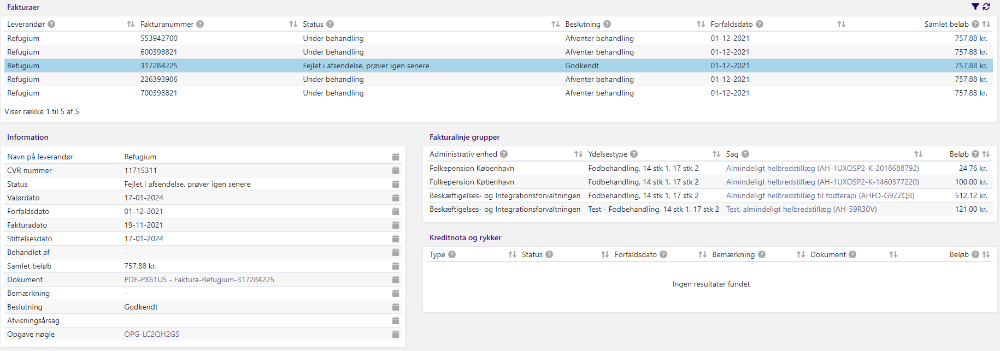 Fakturaer
Leverandør Fakturanummer Status Beslutning Forfaldsdato Samlet beløb
Refugium 553942700 Under behandling Afventer behandling 01-12-2021 757,88 kr.
Refugium 600398821 Under behandling Afventer behandling 01-12-2021 757,88 kr.
Refugium 317284225 Fejlet i afsendelse, prøver igen senere Godkendt 01-12-2021 757,88 kr.
Refugium 226393906 Under behandling Afventer behandling 01-12-2021 757,88 kr.
Refugium 700398821 Under behandling Afventer behandling 01-12-2021 757,88 kr.
Viser række 1 til 5 af 5
Information
Navn på leverandør Refugium
CVR nummer 11715311
Status Fejlet i afsendelse, prøver igen senere
Valørdato 17-01-2024
Forfaldsdato 01-12-2021
Fakturadato 19-11-2021
Stiftelsesdato 17-01-2024
Behandlet af -
Samlet beløb 757,88 kr.
Dokument PDF-PX61U5 - Faktura-Refugium-317284225
Bemærkning -
Beslutning Godkendt
Afvisningsårsag
Opgave nøgle OPG-LC2QH2GS
Fakturalinje grupper
Administrativ enhed Ydelsestype Sag Beløb
Folkepension København Fodbehandling, 14 stk 1, 17 stk 2 Almindeligt helbredstillæg (AH-1UXOSP2-K-2018688792) 24,76 kr.
Folkepension København Fodbehandling, 14 stk 1, 17 stk 2 Almindeligt helbredstillæg (AH-1UXOSP2-K-1460377220) 100,00 kr.
Beskæftigelses- og Integrationsforvaltningen Fodbehandling, 14 stk 1, 17 stk 2 Almindeligt helbredstillæg til fodterapi (AHFO-G9ZZQB) 512,12 kr.
Beskæftigelses- og Integrationsforvaltningen Test - Fodbehandling, 14 stk 1, 17 stk 2 Test, almindeligt helbredstillæg (AH-59R30V) 121,00 kr.
Kreditnota og rykker
Type Status Forfaldsdato Bemærkning Dokument Beløb
Ingen resultater fundet